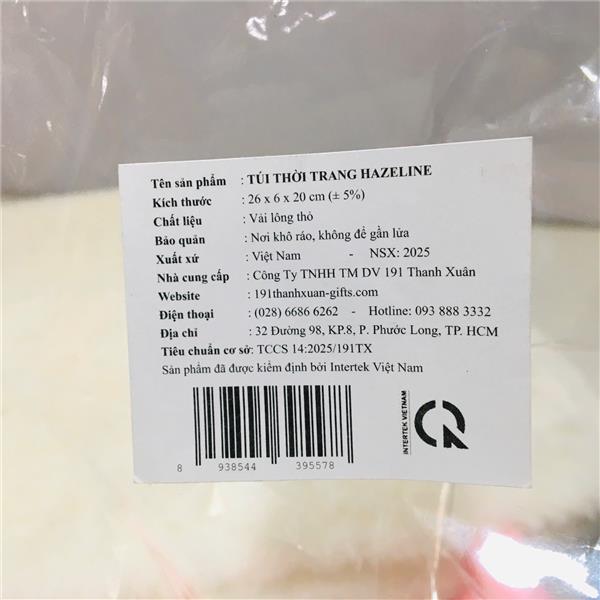 Tên sản phẩm : TÚI THỜI TRANG HAZELINE
Kích thước : 26 x 6 x 20 cm (± 5%)
Chất liệu : Vải lông thỏ
Bảo quản : Nơi khô ráo, không để gần lửa
Xuất xứ : Việt Nam - NSX: 2025
Nhà cung cấp : Công Ty TNHH TM DV 191 Thanh Xuân
Website : 191thanhxuan-gifts.com
Điện thoại : (028) 6686 6262 - Hotline: 093 888 3332
Địa chỉ : 32 Đường 98, KP.8, P. Phước Long, TP. HCM
Tiêu chuẩn cơ sở: TCCS 14:2025/191TX
Sản phẩm đã được kiểm định bởi Intertek Việt Nam
8 938544 395578
INTERTEK VIETNAM